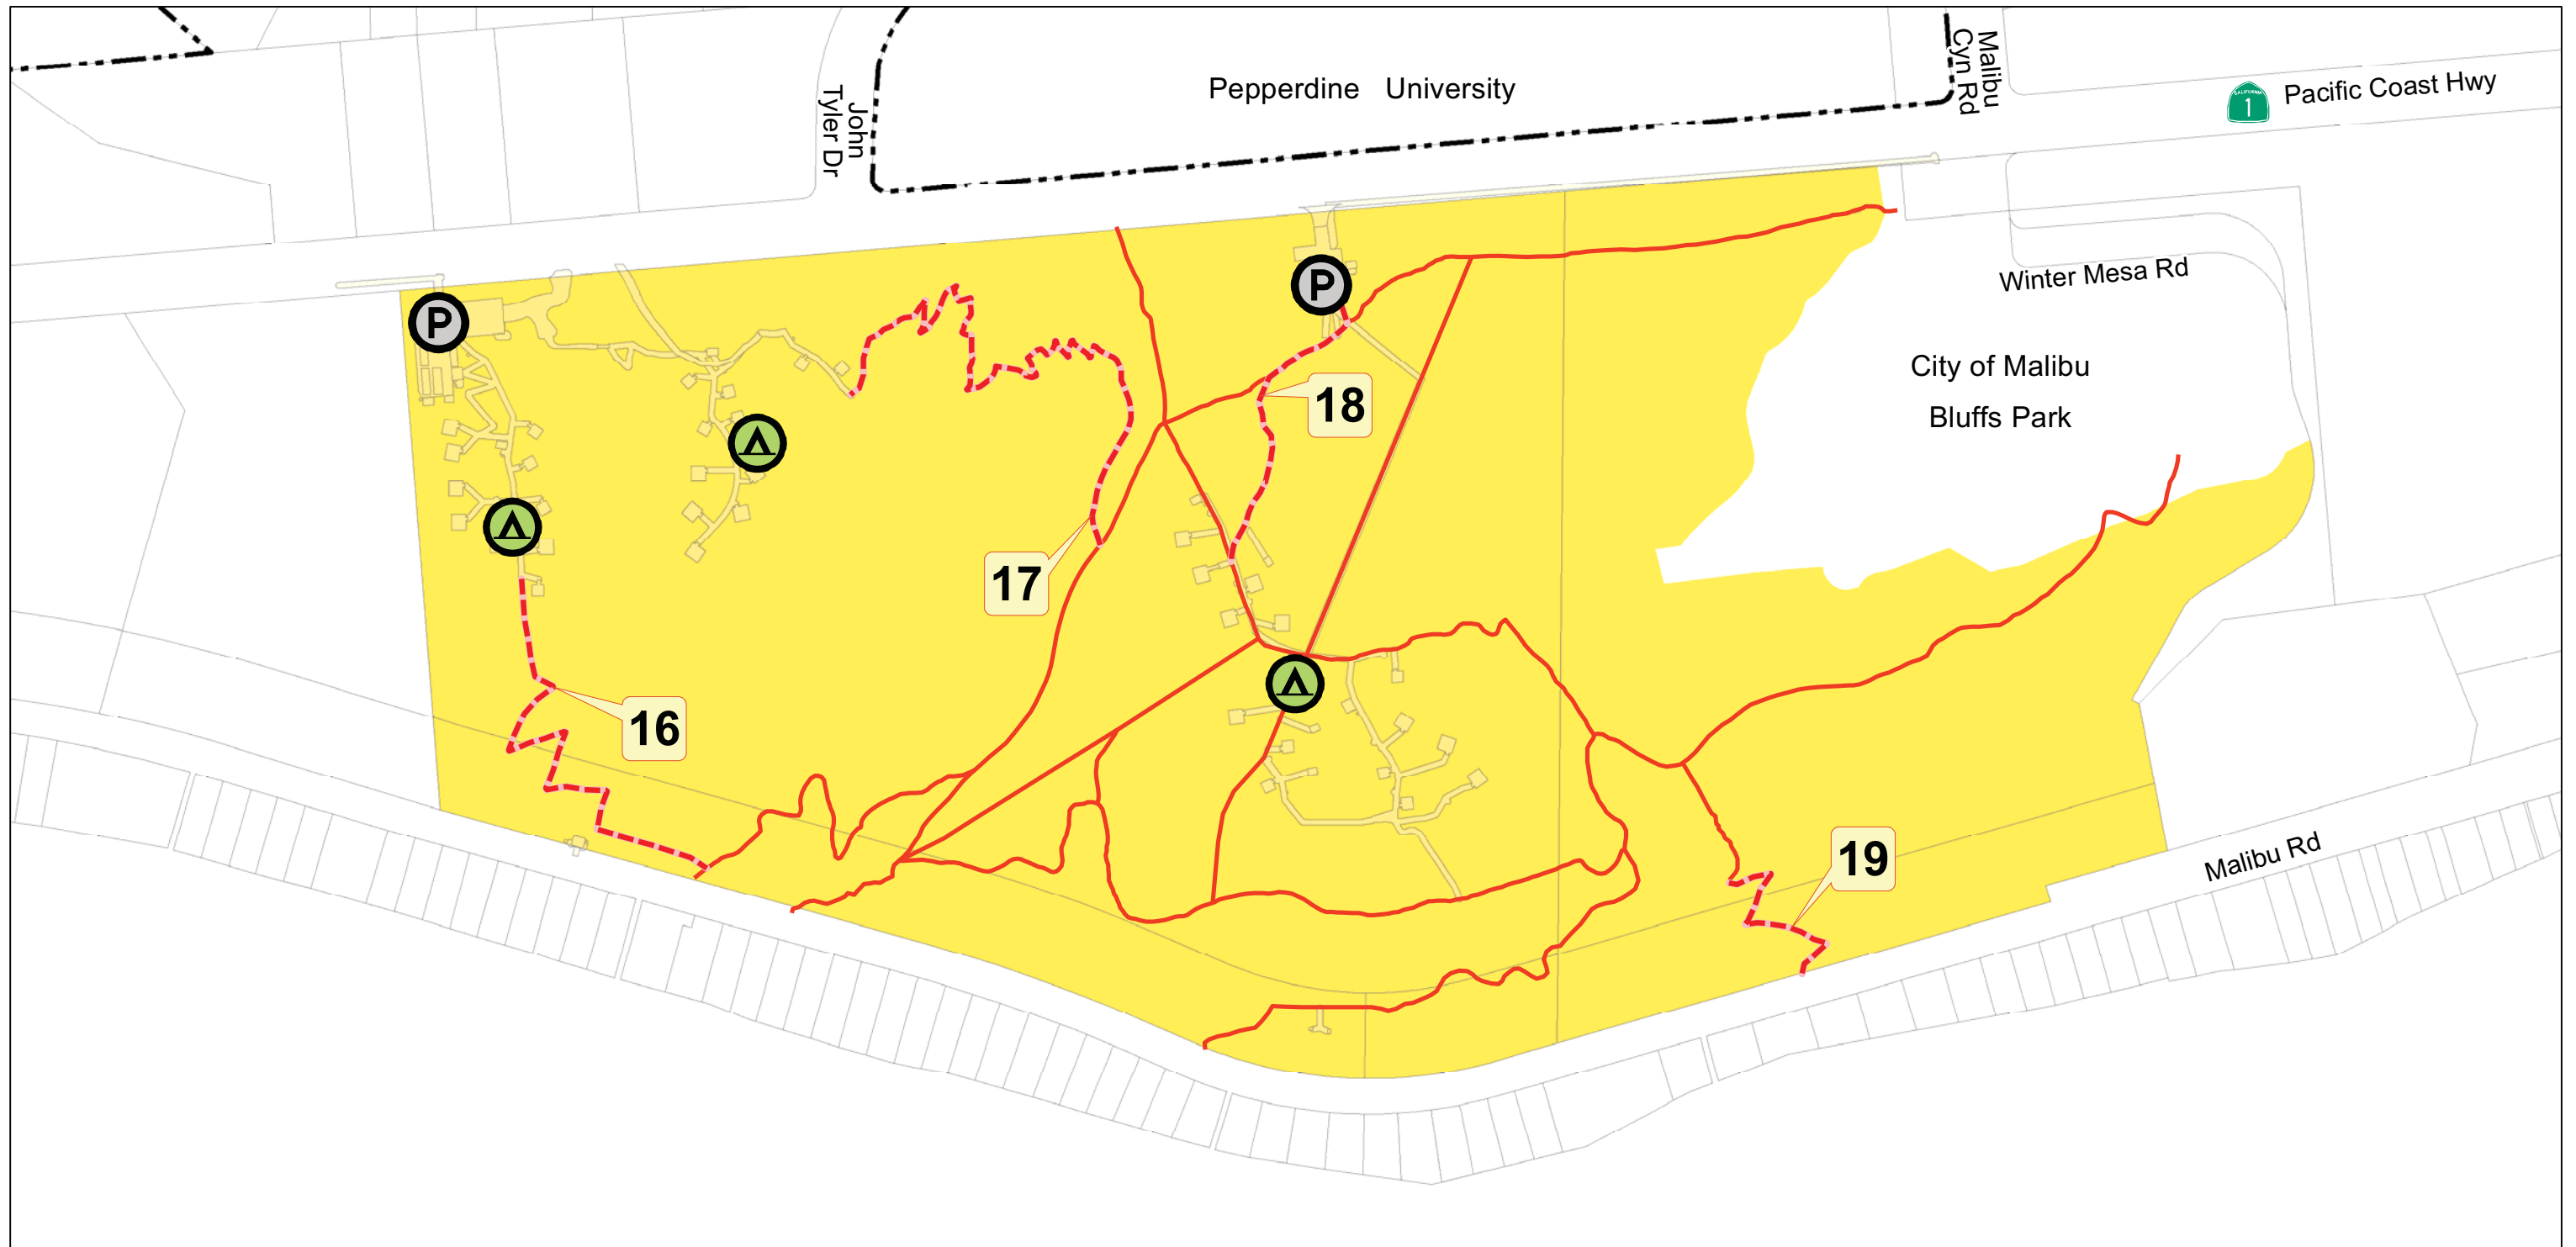 Pepperdine University
John
Tyler Dr
Malibu
Cyn Rd
CALIFORNIA
1
Pacific Coast Hwy
P
P
Winter Mesa Rd
City of Malibu
Bluffs Park
18
17
16
19
Malibu Rd